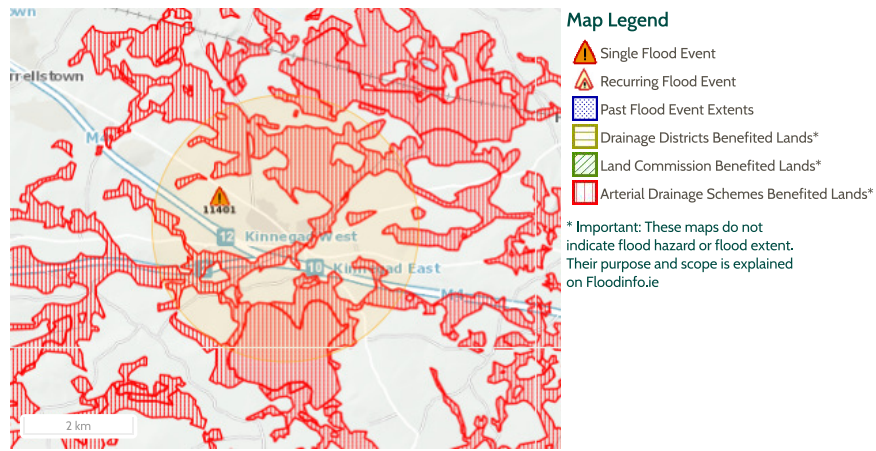 own
rrellstown
M4
11401
12
Kinnegad West
10
Kinnegad East
2 km
Map Legend
Single Flood Event
Recurring Flood Event
Past Flood Event Extents
Drainage Districts Benefited Lands*
Land Commission Benefited Lands*
Arterial Drainage Schemes Benefited Lands*
* Important: These maps do not
indicate flood hazard or flood extent.
Their purpose and scope is explained
on Floodinfo.ie